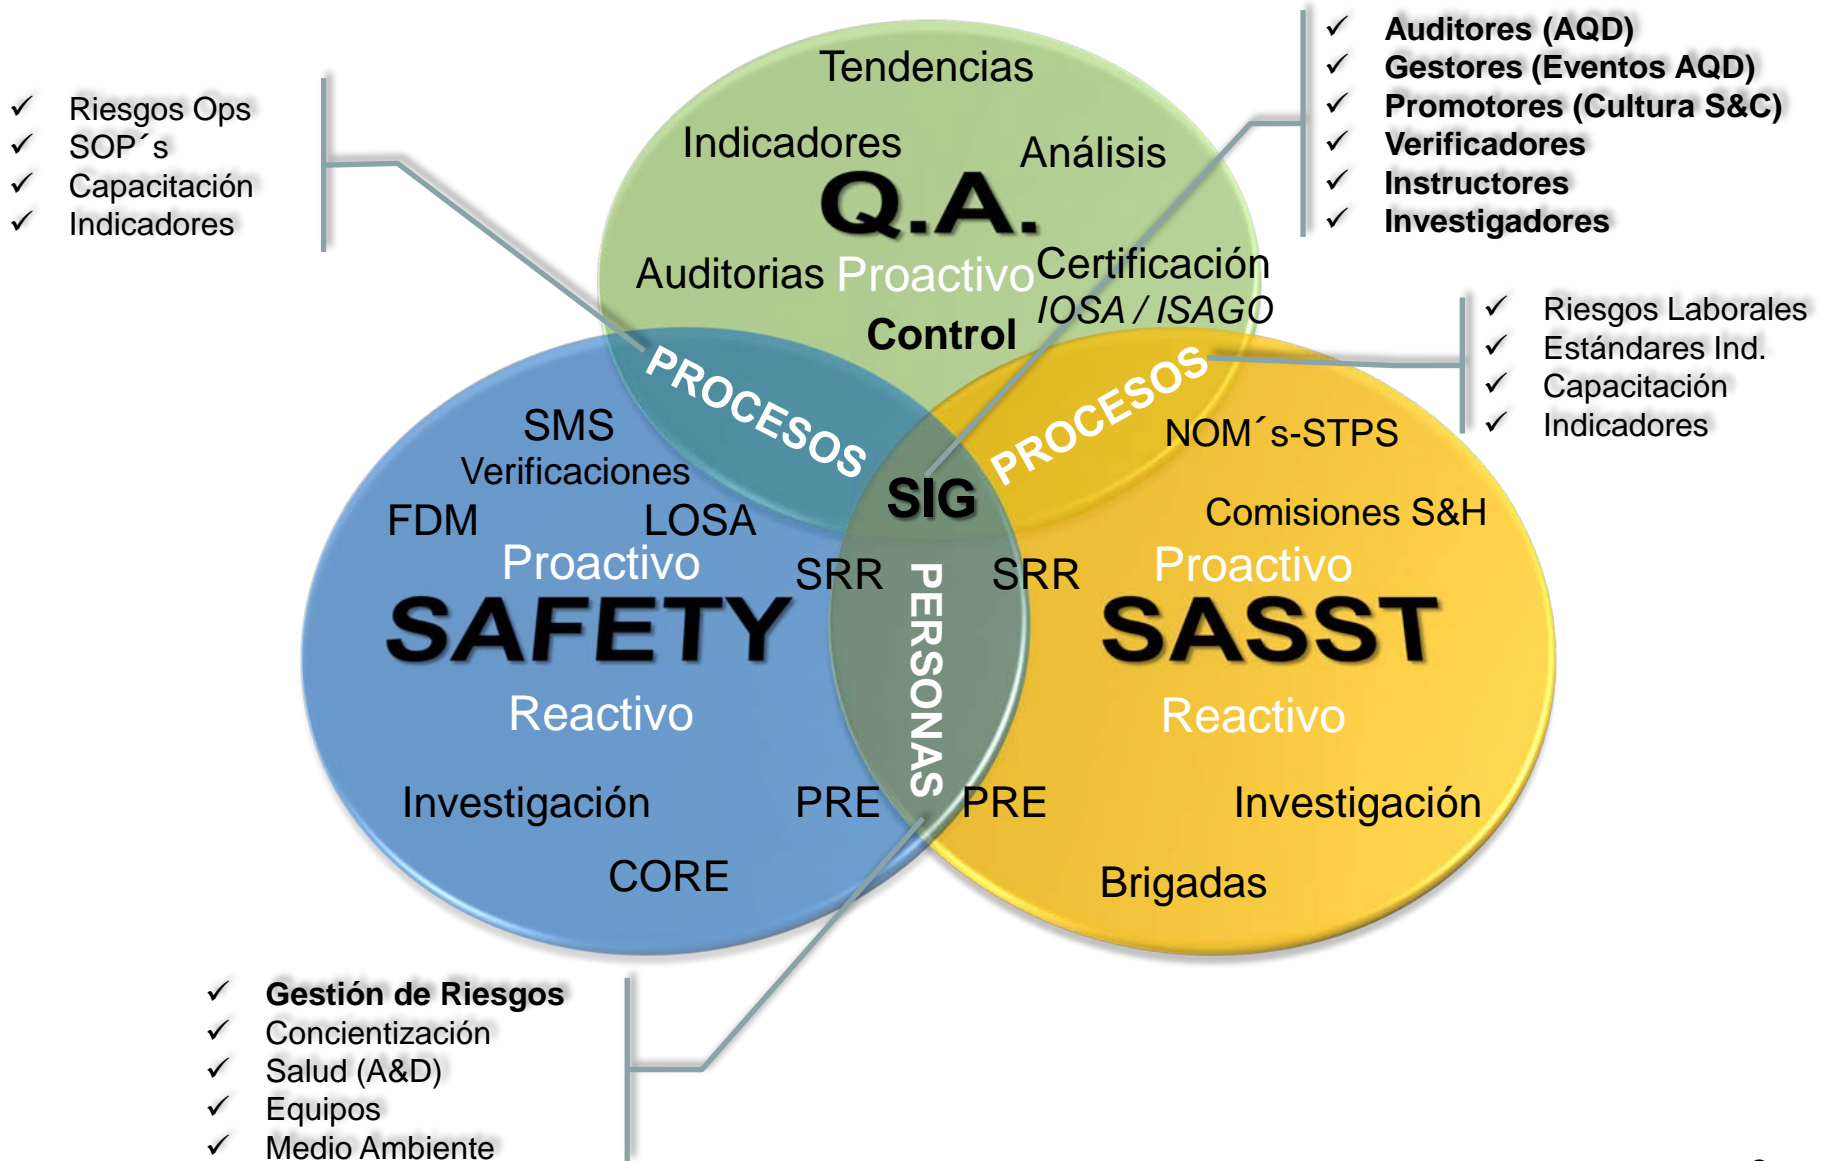 ✓ Riesgos Ops
✓ SOP´s
✓ Capacitación
✓ Indicadores
✓ Auditores (AQD)
✓ Gestores (Eventos AQD)
✓ Promotores (Cultura S&C)
✓ Verificadores
✓ Instructores
✓ Investigadores
Tendencias
Indicadores
Análisis
Q.A.
Auditorias
Proactivo
Certificación
IOSA / ISAGO
Control
✓ Riesgos Laborales
✓ Estándares Ind.
✓ Capacitación
✓ Indicadores
PROCESOS
PROCESOS
SIG
PERSONAS
SMS
Verificaciones
FDM
LOSA
Proactivo
SRR
SAFETY
Reactivo
Investigación
PRE
CORE
NOM´s-STPS
Comisiones S&H
SRR
Proactivo
SASST
Reactivo
PRE
Investigación
Brigadas
✓ Gestión de Riesgos
✓ Concientización
✓ Salud (A&D)
✓ Equipos
✓ Medio Ambiente